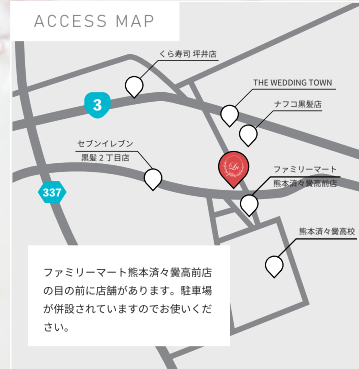 ACCESS MAP
くら寿司 坪井店
THE WEDDING TOWN
3
ナフコ黒髪店
セブンイレブン
黒髪2丁目店
ファミリーマート
熊本済々黌高前店
337
熊本済々黌高校
ファミリーマート熊本済々黌高前店
の目の前に店舗があります。駐車場
が併設されていますのでお使いくだ
さい。